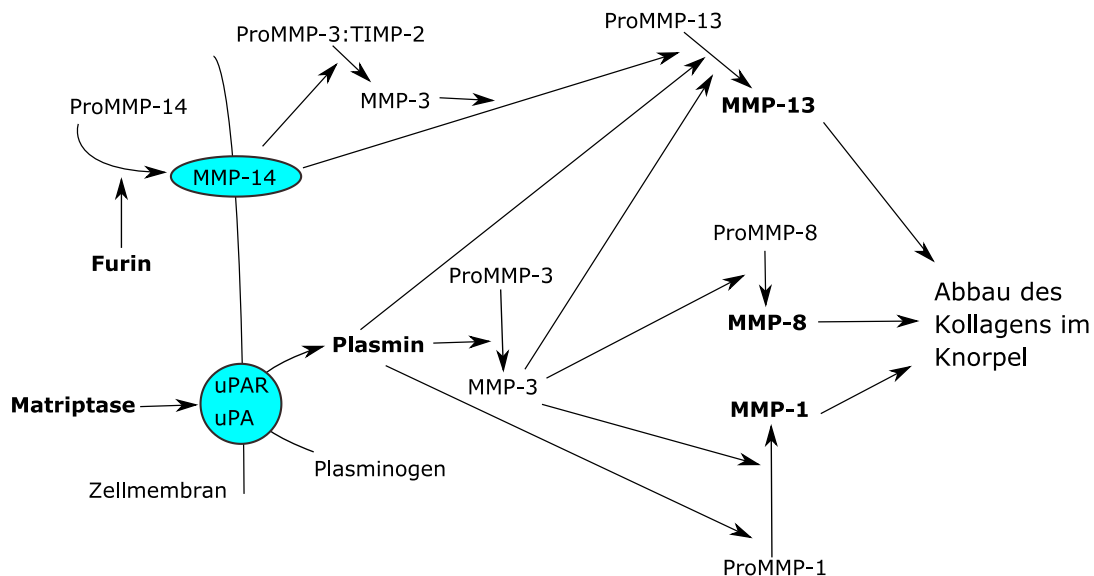 ProMMP-13
ProMMP-3:TIMP-2
MMP-3
ProMMP-14
MMP-13
MMP-14
Furin
ProMMP-8
ProMMP-3
Abbau des
Kollagens im
Knorpel
MMP-8
Plasmin
MMP-3
uPAR
uPA
Matriptase
MMP-1
Plasminogen
Zellmembran
ProMMP-1